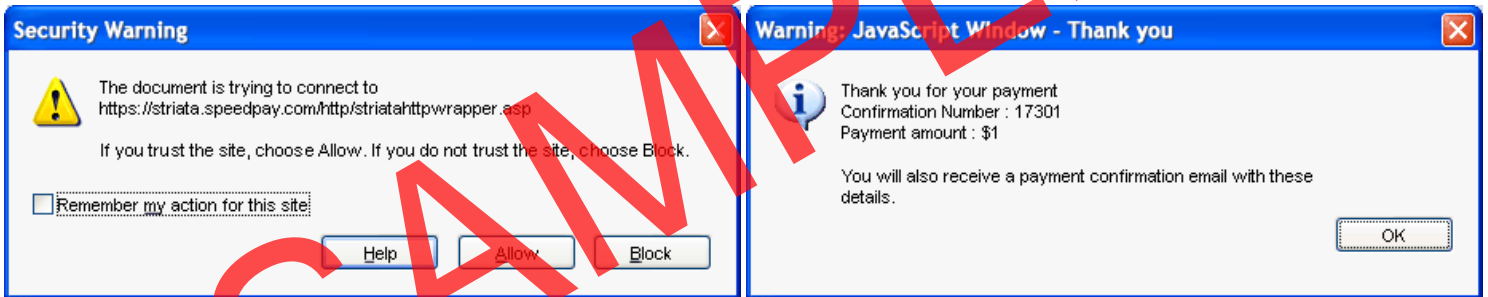 Security Warning
The document is trying to connect to
https://striata.speedpay.com/http/striatahttpwrapper.asp
If you trust the site, choose Allow. If you do not trust the site, choose Block.
Remember my action for this site
Help
Allow
Block
Warning: JavaScript Window - Thank you
Thank you for your payment
Confirmation Number : 17301
Payment amount : $1
You will also receive a payment confirmation email with these
details.
OK
SAMPLE